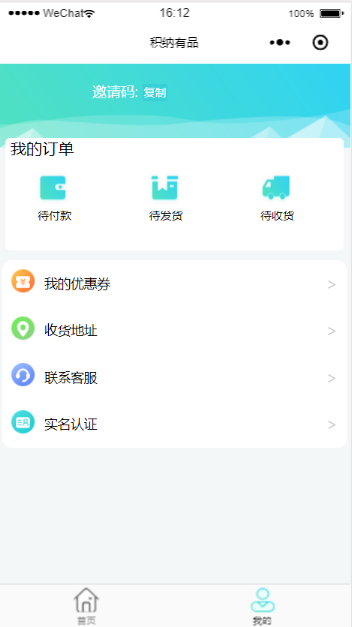 WeChat 16:12 100%
积纳有品
邀请码: 复制
我的订单
待付款 待发货 待收货
我的优惠券 >
收货地址 >
联系客服 >
实名认证 >
首页 我的